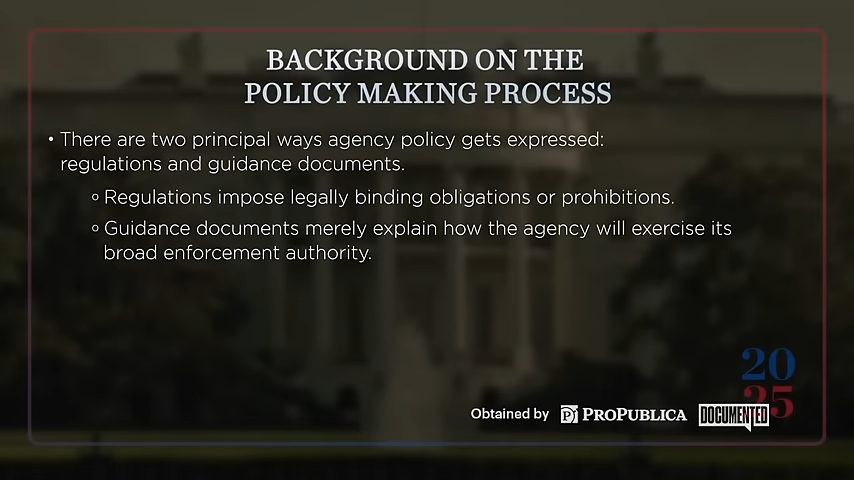 BACKGROUND ON THE
POLICY MAKING PROCESS
• There are two principal ways agency policy gets expressed:
regulations and guidance documents.
○ Regulations impose legally binding obligations or prohibitions.
○ Guidance documents merely explain how the agency will exercise its
broad enforcement authority.
20
25
Obtained by PROPUBLICA DOCUMENTED